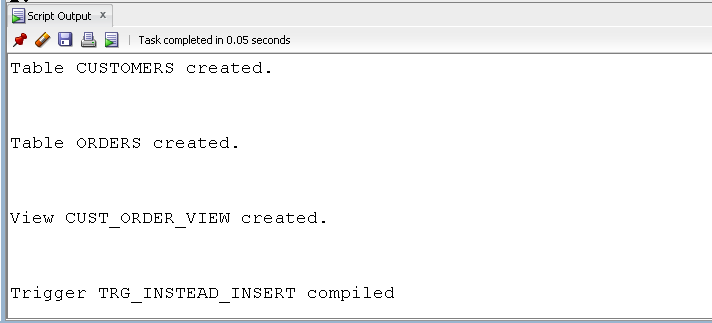 Script Output x
Task completed in 0.05 seconds
Table CUSTOMERS created.
Table ORDERS created.
View CUST_ORDER_VIEW created.
Trigger TRG_INSTEAD_INSERT compiled